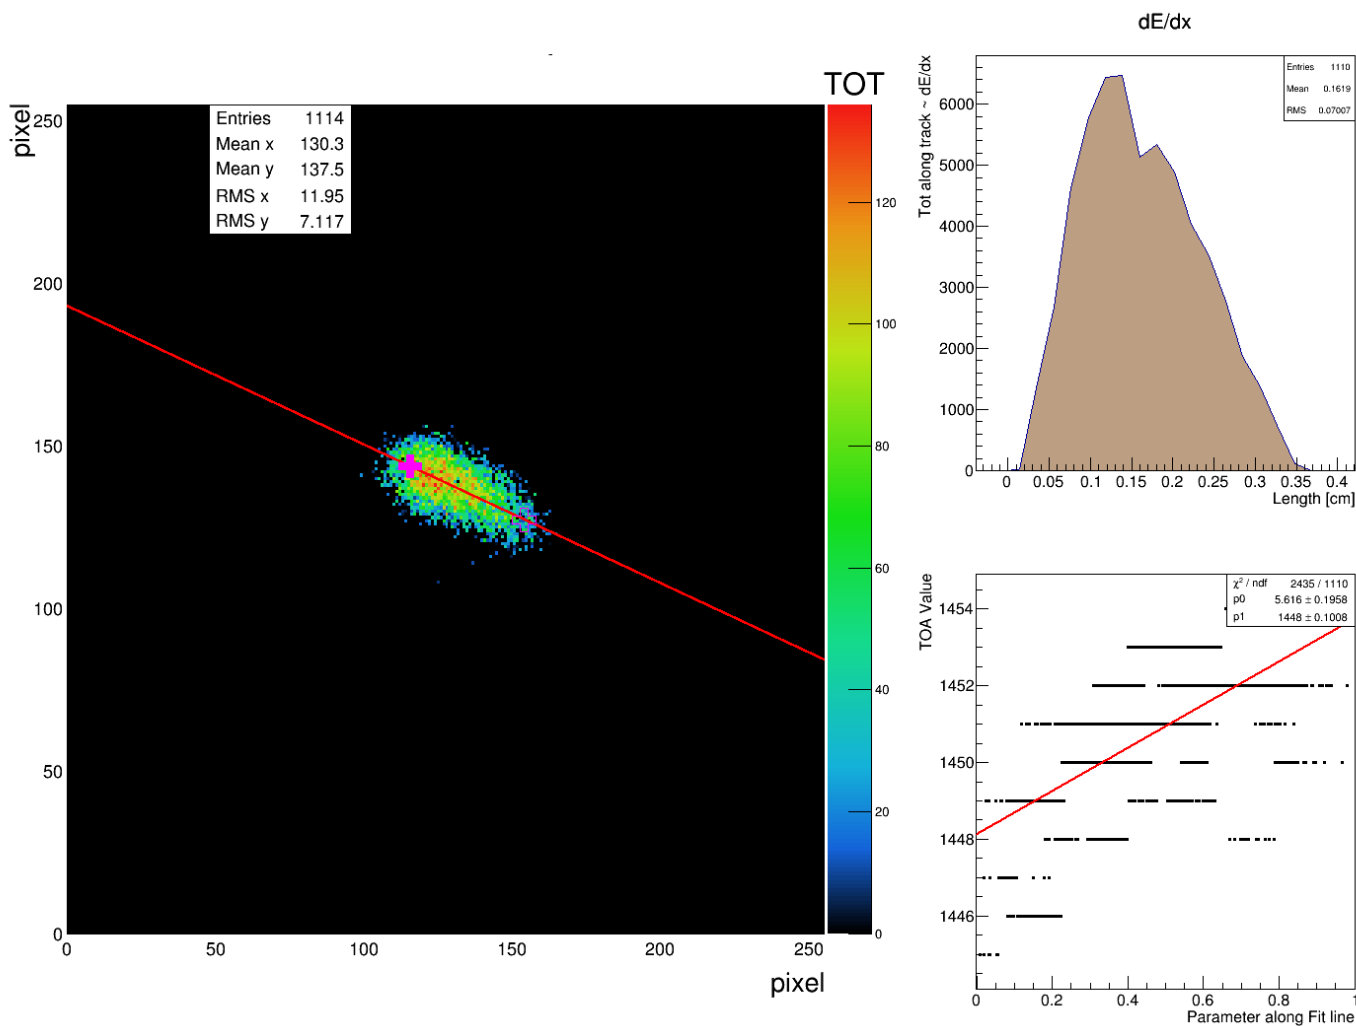 dE/dx
TOT
pixel
250
200
150
100
50
0
Entries 1114
Mean x 130.3
Mean y 137.5
RMS x 11.95
RMS y 7.117
120
100
80
60
40
20
0
0 50 100 150 200 250
pixel
Tot along track ~ dE/dx
6000
5000
4000
3000
2000
1000
0
Entries 1110
Mean 0.1619
RMS 0.07007
0 0.05 0.1 0.15 0.2 0.25 0.3 0.35 0.4
Length [cm]
TOA Value
1454
1452
1450
1448
1446
χ² / ndf 2435 / 1110
p0 5.616 ± 0.1958
p1 1448 ± 0.1008
0 0.2 0.4 0.6 0.8 1
Parameter along Fit line